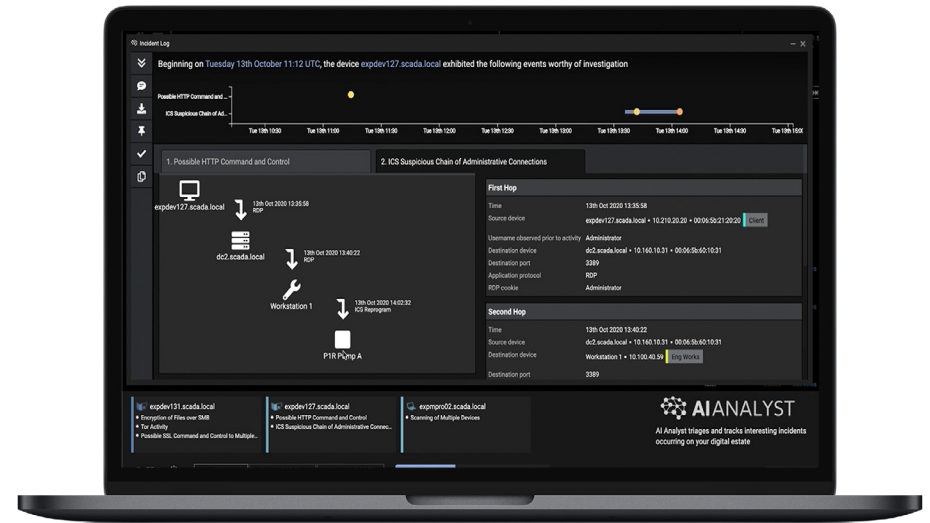 Incident Log
Beginning on Tuesday 13th October 11:12 UTC, the device expdev127.scada.local exhibited the following events worthy of investigation
Possible HTTP Command and ...
ICS Suspicious Chain of Ad...
Tue 13th 10:30 Tue 13th 11:00 Tue 13th 11:30 Tue 13th 12:00 Tue 13th 12:30 Tue 13th 13:00 Tue 13th 13:30 Tue 13th 14:00 Tue 13th 14:30 Tue 13th 15:00
1. Possible HTTP Command and Control
2. ICS Suspicious Chain of Administrative Connections
expdev127.scada.local
13th Oct 2020 13:35:58
RDP
dc2.scada.local
13th Oct 2020 13:40:22
RDP
Workstation 1
13th Oct 2020 14:02:32
ICS Reprogram
P1R Pump A
First Hop
Time 13th Oct 2020 13:35:58
Source device expdev127.scada.local • 10.210.20.20 • 00:06:5b:21:20:20 Client
Username observed prior to activity Administrator
Destination device dc2.scada.local • 10.160.10.31 • 00:06:5b:60:10:31
Destination port 3389
Application protocol RDP
RDP cookie Administrator
Second Hop
Time 13th Oct 2020 13:40:22
Source device dc2.scada.local • 10.160.10.31 • 00:06:5b:60:10:31
Destination device Workstation 1 • 10.100.40.59 Eng Works
Destination port 3389
expdev131.scada.local
• Encryption of Files over SMB
• Tor Activity
• Possible SSL Command and Control to Multiple...
expdev127.scada.local
• Possible HTTP Command and Control
• ICS Suspicious Chain of Administrative Connec...
expmpro02.scada.local
• Scanning of Multiple Devices
AI ANALYST
AI Analyst triages and tracks interesting incidents
occurring on your digital estate